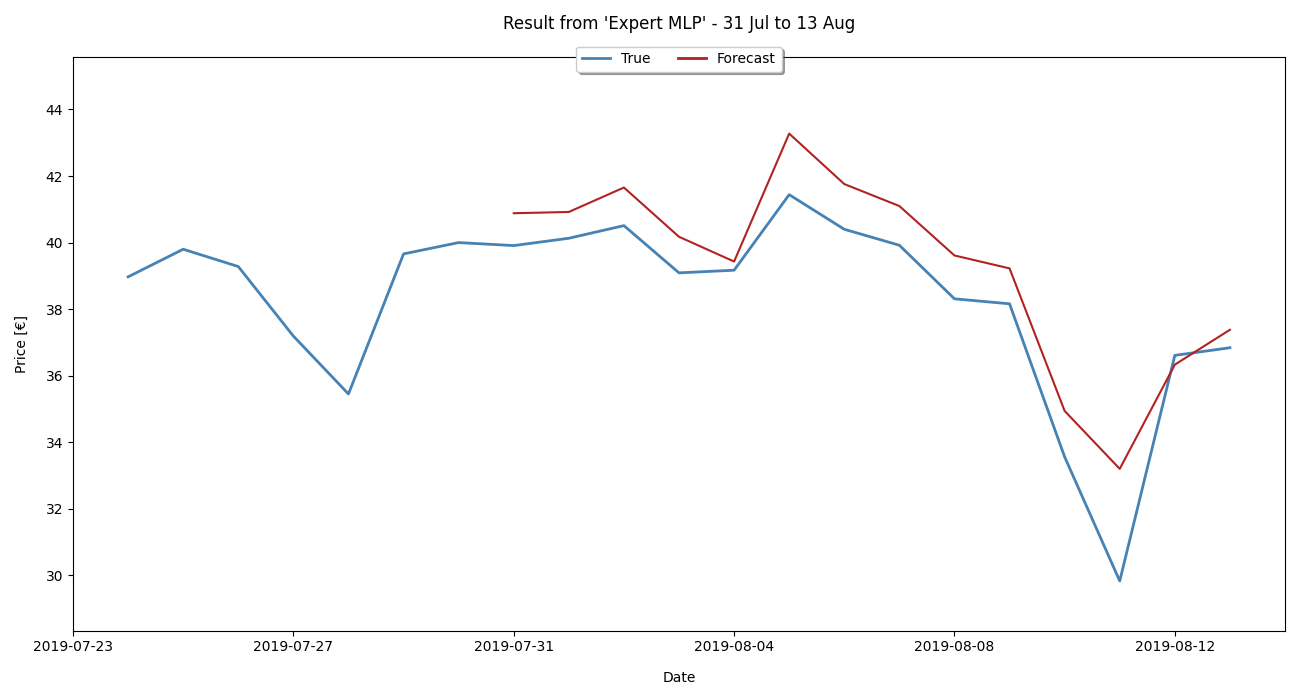 Result from 'Expert MLP' - 31 Jul to 13 Aug
True Forecast
44
42
40
38
36
34
32
30
Price [€]
2019-07-23 2019-07-27 2019-07-31 2019-08-04 2019-08-08 2019-08-12
Date